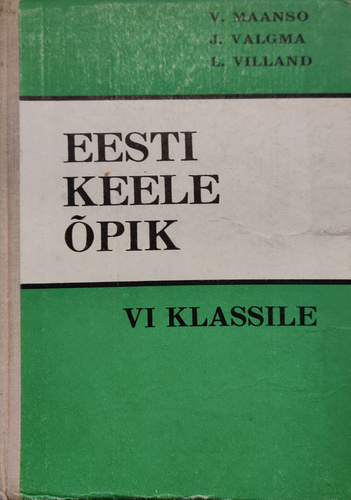 V. MAANSO
J. VALGMA
L. VILLAND
EESTI
KEELE
ÕPIK
VI KLASSILE